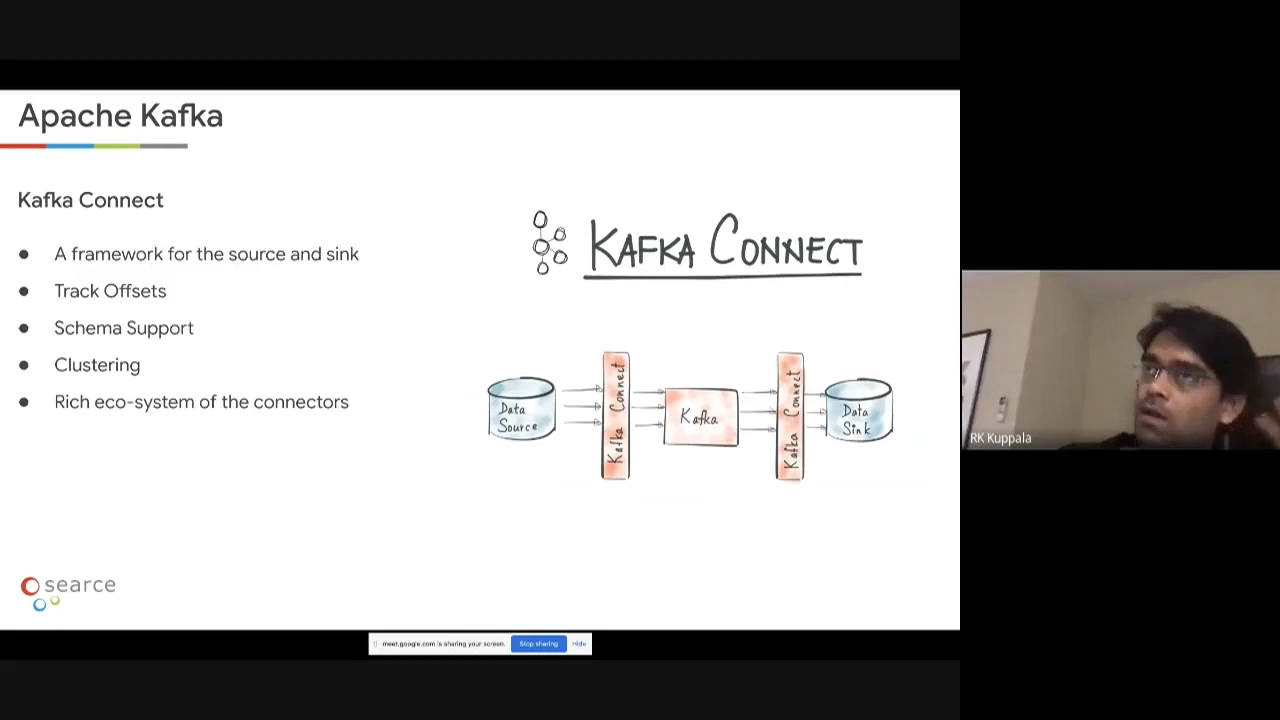 Apache Kafka
Kafka Connect
● A framework for the source and sink
● Track Offsets
● Schema Support
● Clustering
● Rich eco-system of the connectors
KAFKA CONNECT
Data
Source
Kafka Connect
Kafka
Kafka Connect
Data
Sink
searce
RK Kuppala
meet.google.com is sharing your screen. Stop sharing Hide